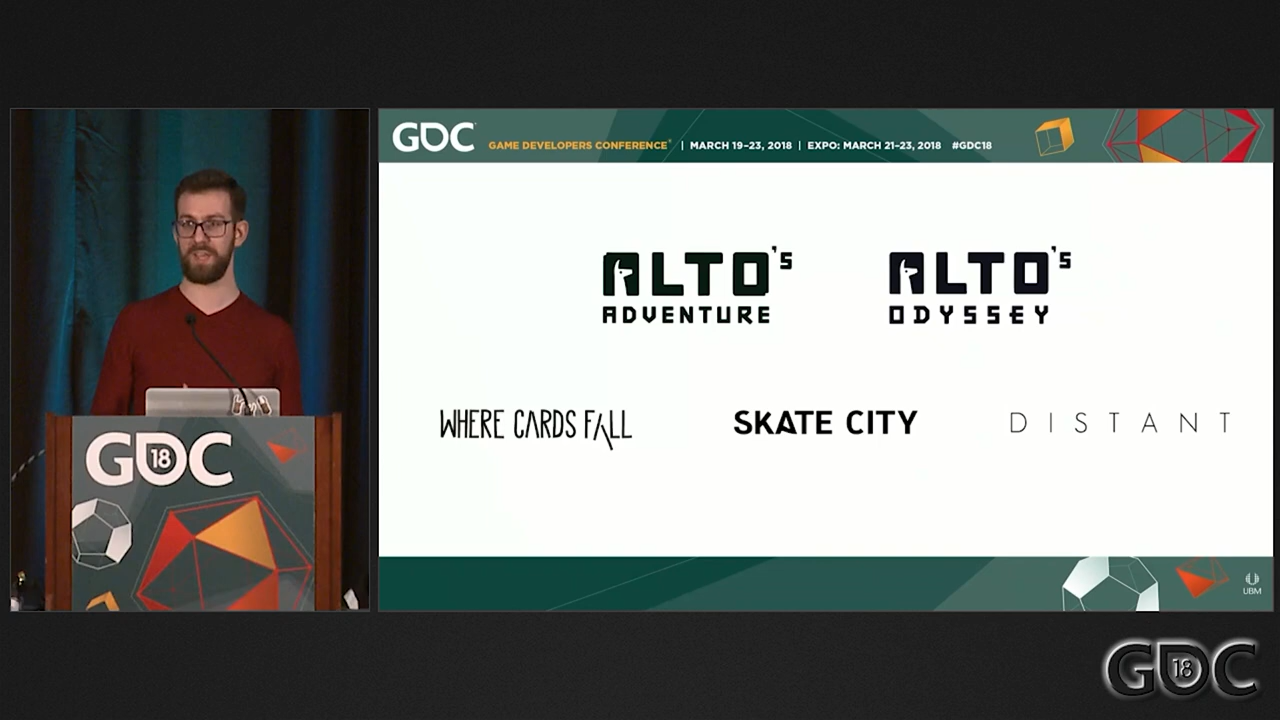 GDC GAME DEVELOPERS CONFERENCE® | MARCH 19-23, 2018 | EXPO: MARCH 21-23, 2018 #GDC18
ALTO'S
ADVENTURE
ALTO'S
ODYSSEY
WHERE CARDS FALL
SKATE CITY
DISTANT
GDC
18
UBM
GDC
18